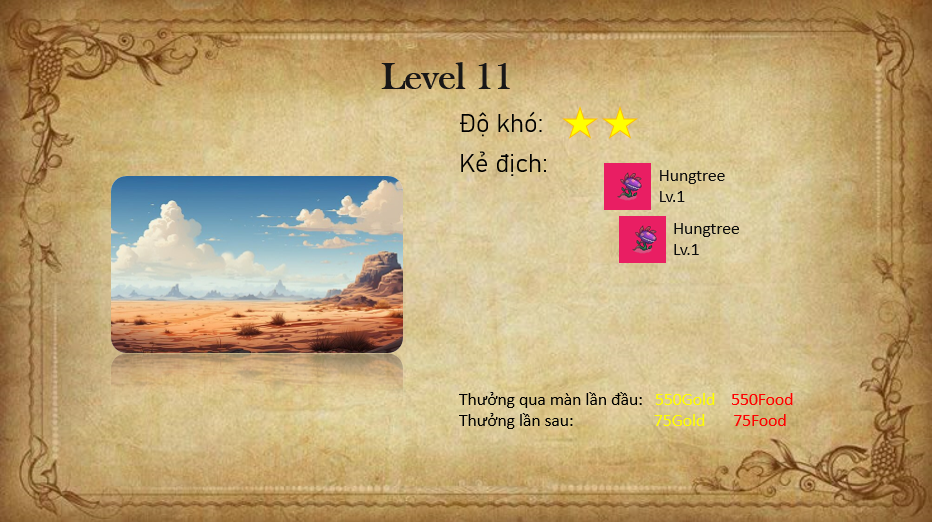 Level 11
Độ khó:
Kẻ địch:
Hungtree
Lv.1
Hungtree
Lv.1
Thưởng qua màn lần đầu: 550Gold 550Food
Thưởng lần sau: 75Gold 75Food